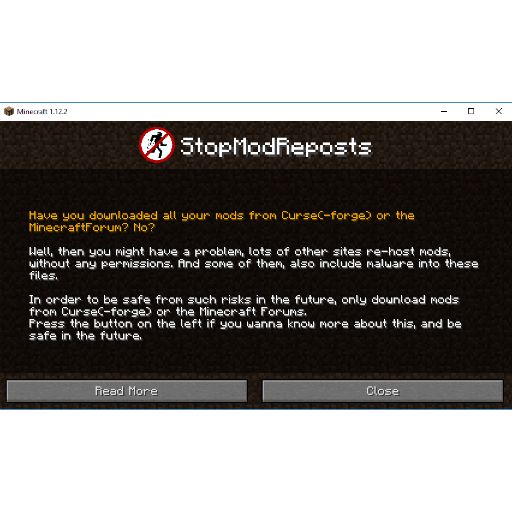 Minecraft 1.12.2
StopModReposts
Have you downloaded all your mods from Curse(-forge) or the
MinecraftForum? No?
Well, then you might have a problem, lots of other sites re-host mods,
without any permissions. And some of them, also include malware into these
files.
In order to be safe from such risks in the future, only download mods
from Curse(-forge) or the Minecraft Forums.
Press the button on the left if you wanna know more about this, and be
safe in the future.
Read More
Close